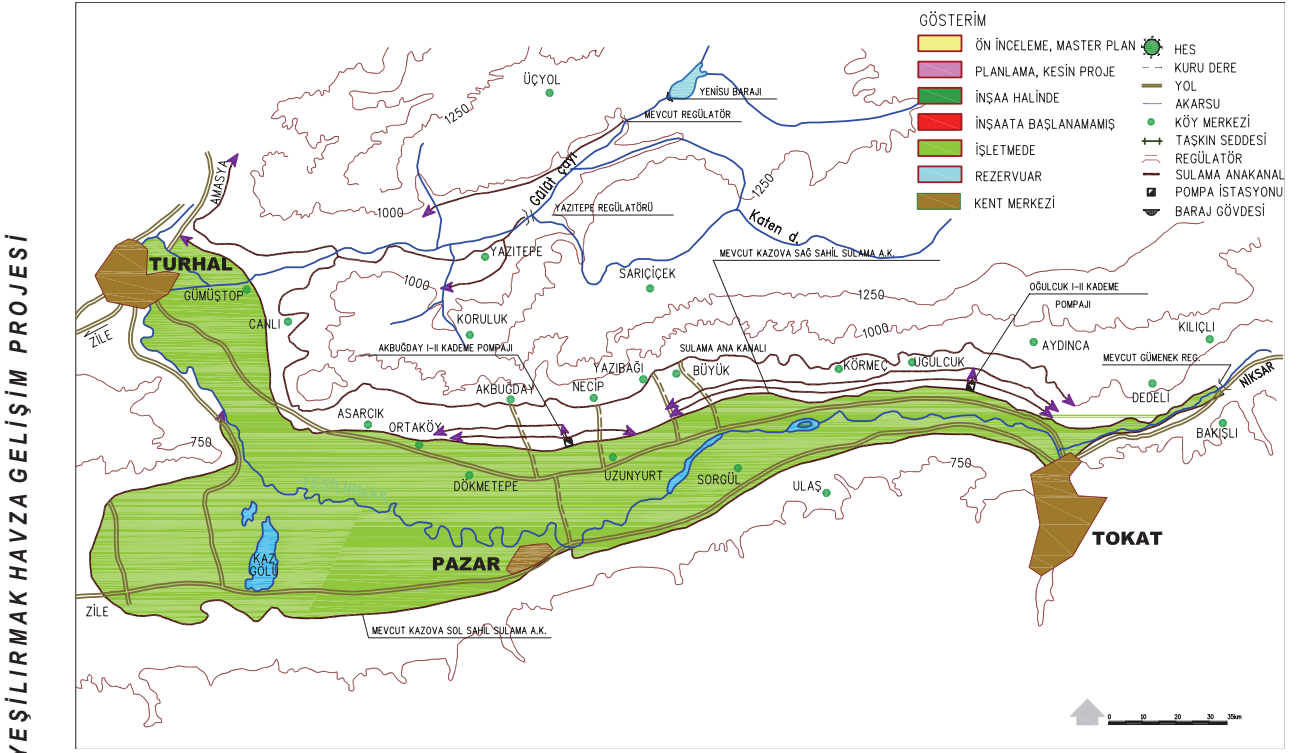 YEŞİLIRMAK HAVZA GELİŞİM PROJESİ
GÖSTERİM
ÖN İNCELEME, MASTER PLAN
PLANLAMA, KESİN PROJE
İNŞAA HALİNDE
İNŞAATA BAŞLANAMAMIŞ
İŞLETMEDE
REZERVUAR
KENT MERKEZİ
HES
KURU DERE
YOL
AKARSU
KÖY MERKEZİ
TAŞKIN SEDDESİ
REGÜLATÖR
SULAMA ANAKANAL
POMPA İSTASYONU
BARAJ GÖVDESİ
ÜÇYOL
1250
YENİSU BARAJI
MEVCUT REGÜLATÖR
AMASYA
Gülüt Çayı
1250
1000
YAZITEPE REGÜLATÖRÜ
Katen d.
YAZITEPE
MEVCUT KAZOVA SAĞ SAHİL SULAMA A.K.
TURHAL
SARIÇİÇEK
1000
OĞULCUK I-II KADEME
POMPAJI
GÜMÜŞTOP
1250
CANLI
KORULUK
1000
KILIÇLI
ZİLE
AKBUĞDAY I-II KADEME POMPAJI
SULAMA ANA KANALI
AYDINCA
MEVCUT GÜMENEK REG.
YAZIBAĞI
BÜYÜK
KÖRMEÇ
UĞULCUK
NİKSAR
AKBUGDAY
NECİP
DEDELİ
ASARCIK
ORTAKÖY
BAKIŞLI
750
750
UZUNYURT
SORGÜL
DÖKMETEPE
ULAŞ
YEŞİLIRMAK
TOKAT
KAZ
GÖLÜ
PAZAR
ZİLE
MEVCUT KAZOVA SOL SAHİL SULAMA A.K.
0 10 20 30 35km